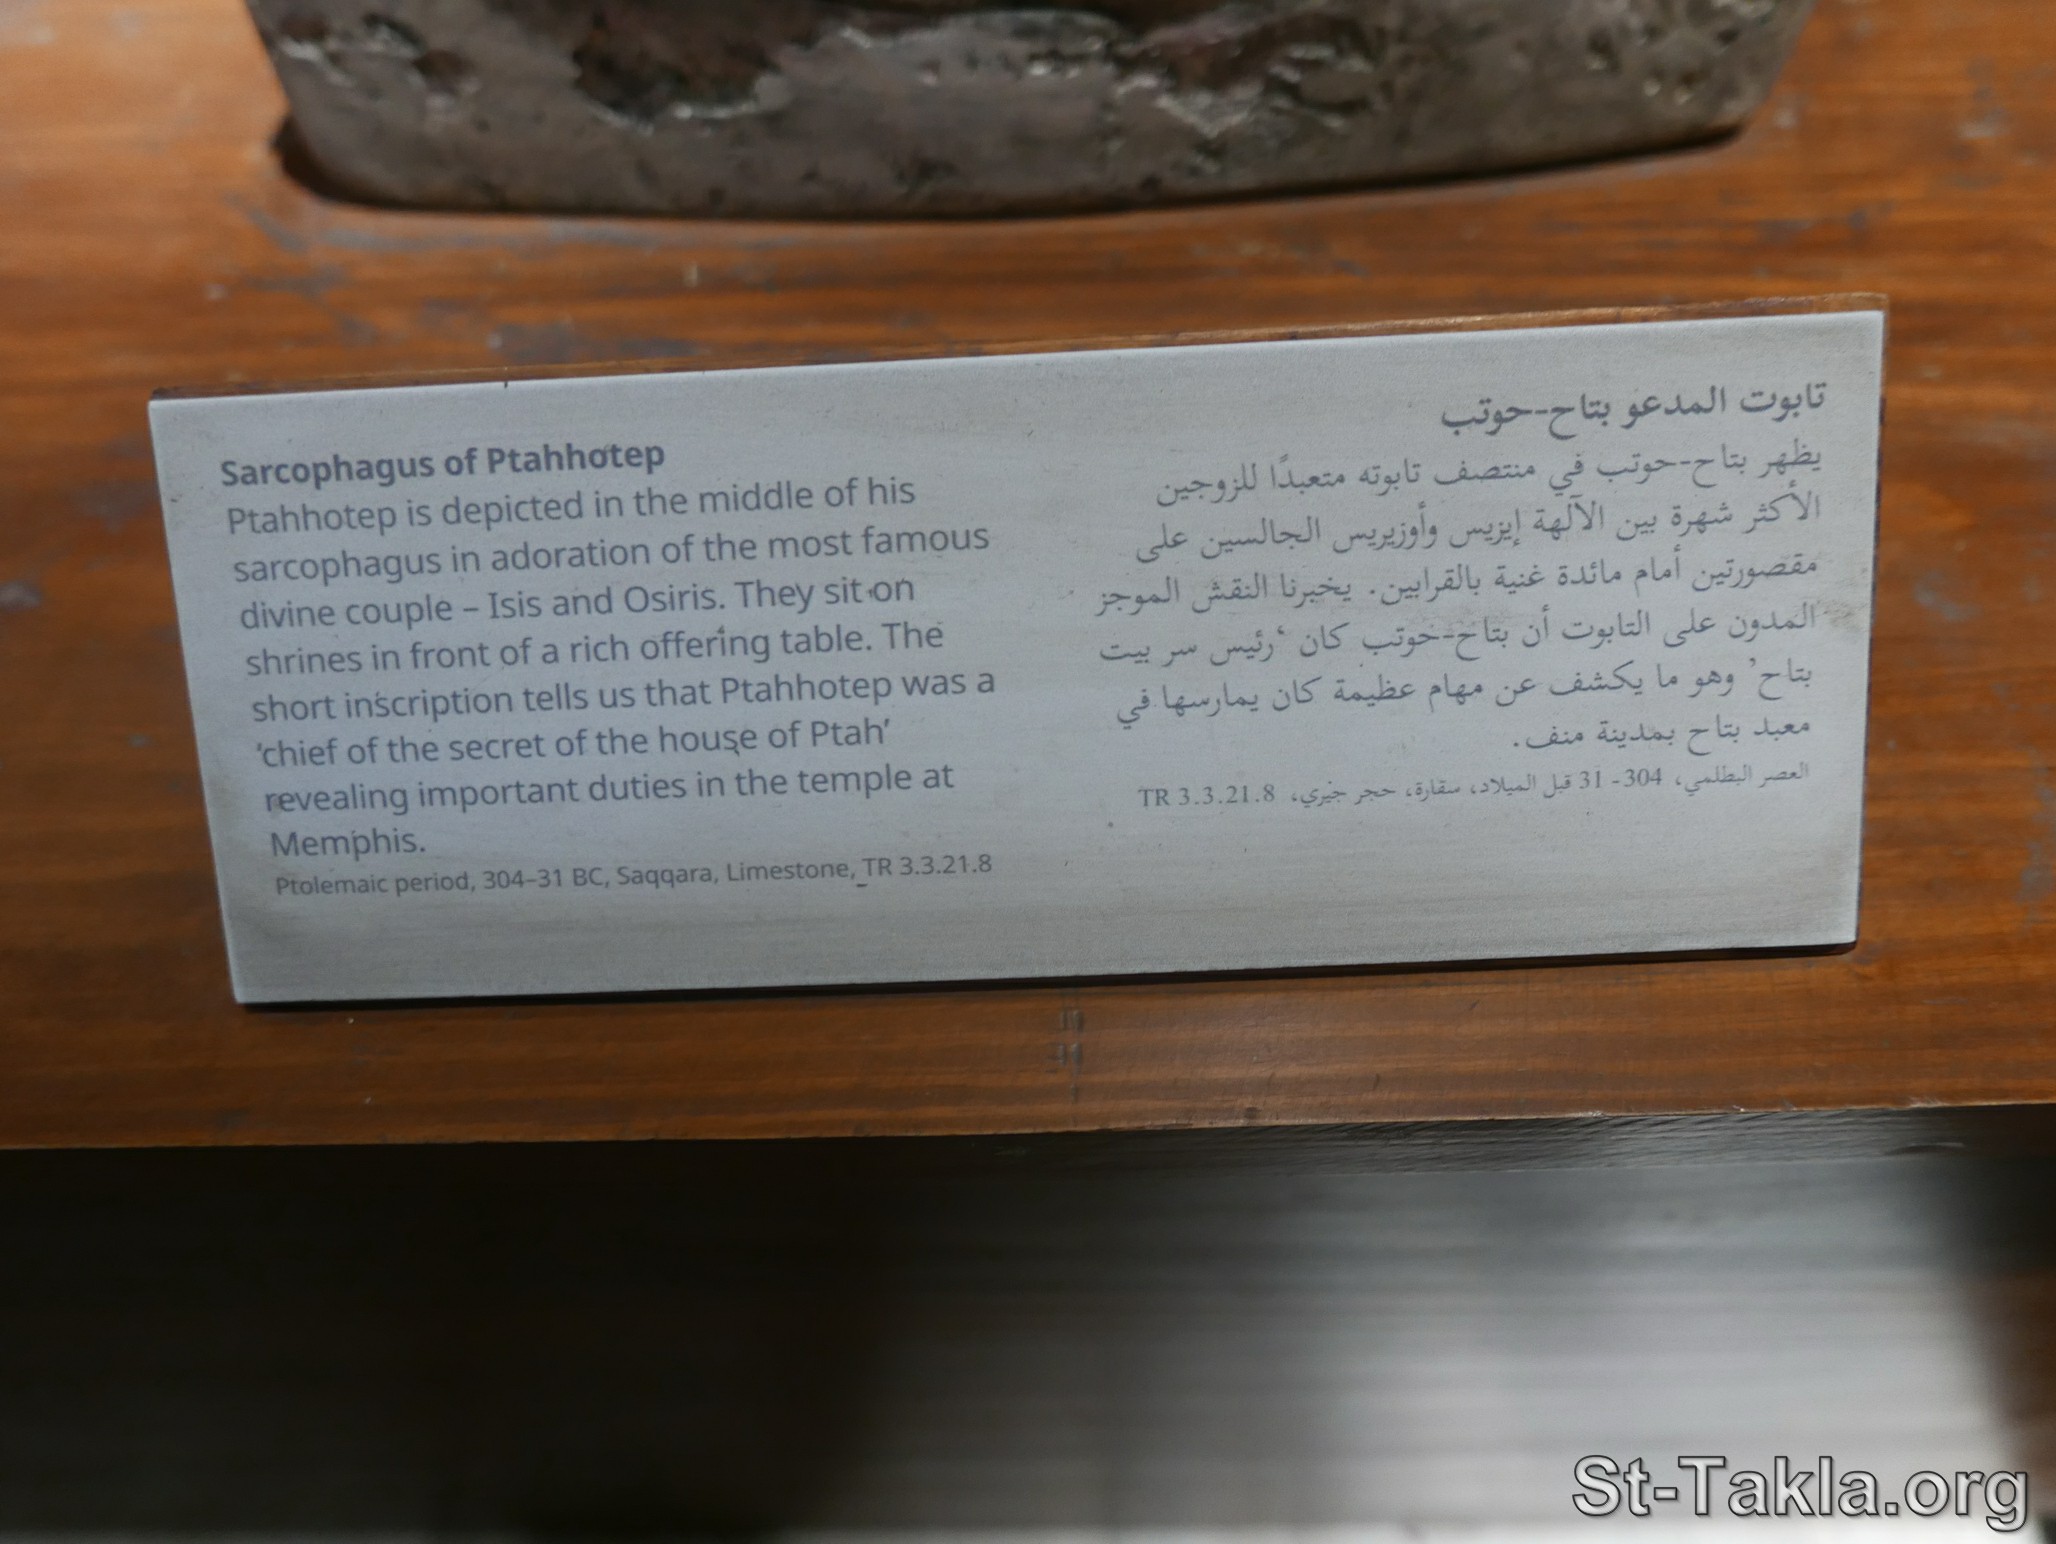 Sarcophagus of Ptahhotep
Ptahhotep is depicted in the middle of his
sarcophagus in adoration of the most famous
divine couple – Isis and Osiris. They sit on
shrines in front of a rich offering table. The
short inscription tells us that Ptahhotep was a
‘chief of the secret of the house of Ptah’
revealing important duties in the temple at
Memphis.
Ptolemaic period, 304–31 BC, Saqqara, Limestone, TR 3.3.21.8
تابوت المدعو بتاح-حوتب
يظهر بتاح-حوتب في منتصف تابوته متعبدًا للزوجين
الأكثر شهرة بين الآلهة إيزيس وأوزيريس الجالسين على
مقصورتين أمام مائدة غنية بالقرابين. يخبرنا النقش الموجز
المدون على التابوت أن بتاح-حوتب كان ‘رئيس سر بيت
بتاح’ وهو ما يكشف عن مهام عظيمة كان يمارسها في
معبد بتاح بمدينة منف.
العصر البطلمي، 304- 31 قبل الميلاد، سقارة، حجر جيري، TR 3.3.21.8
St-Takla.org